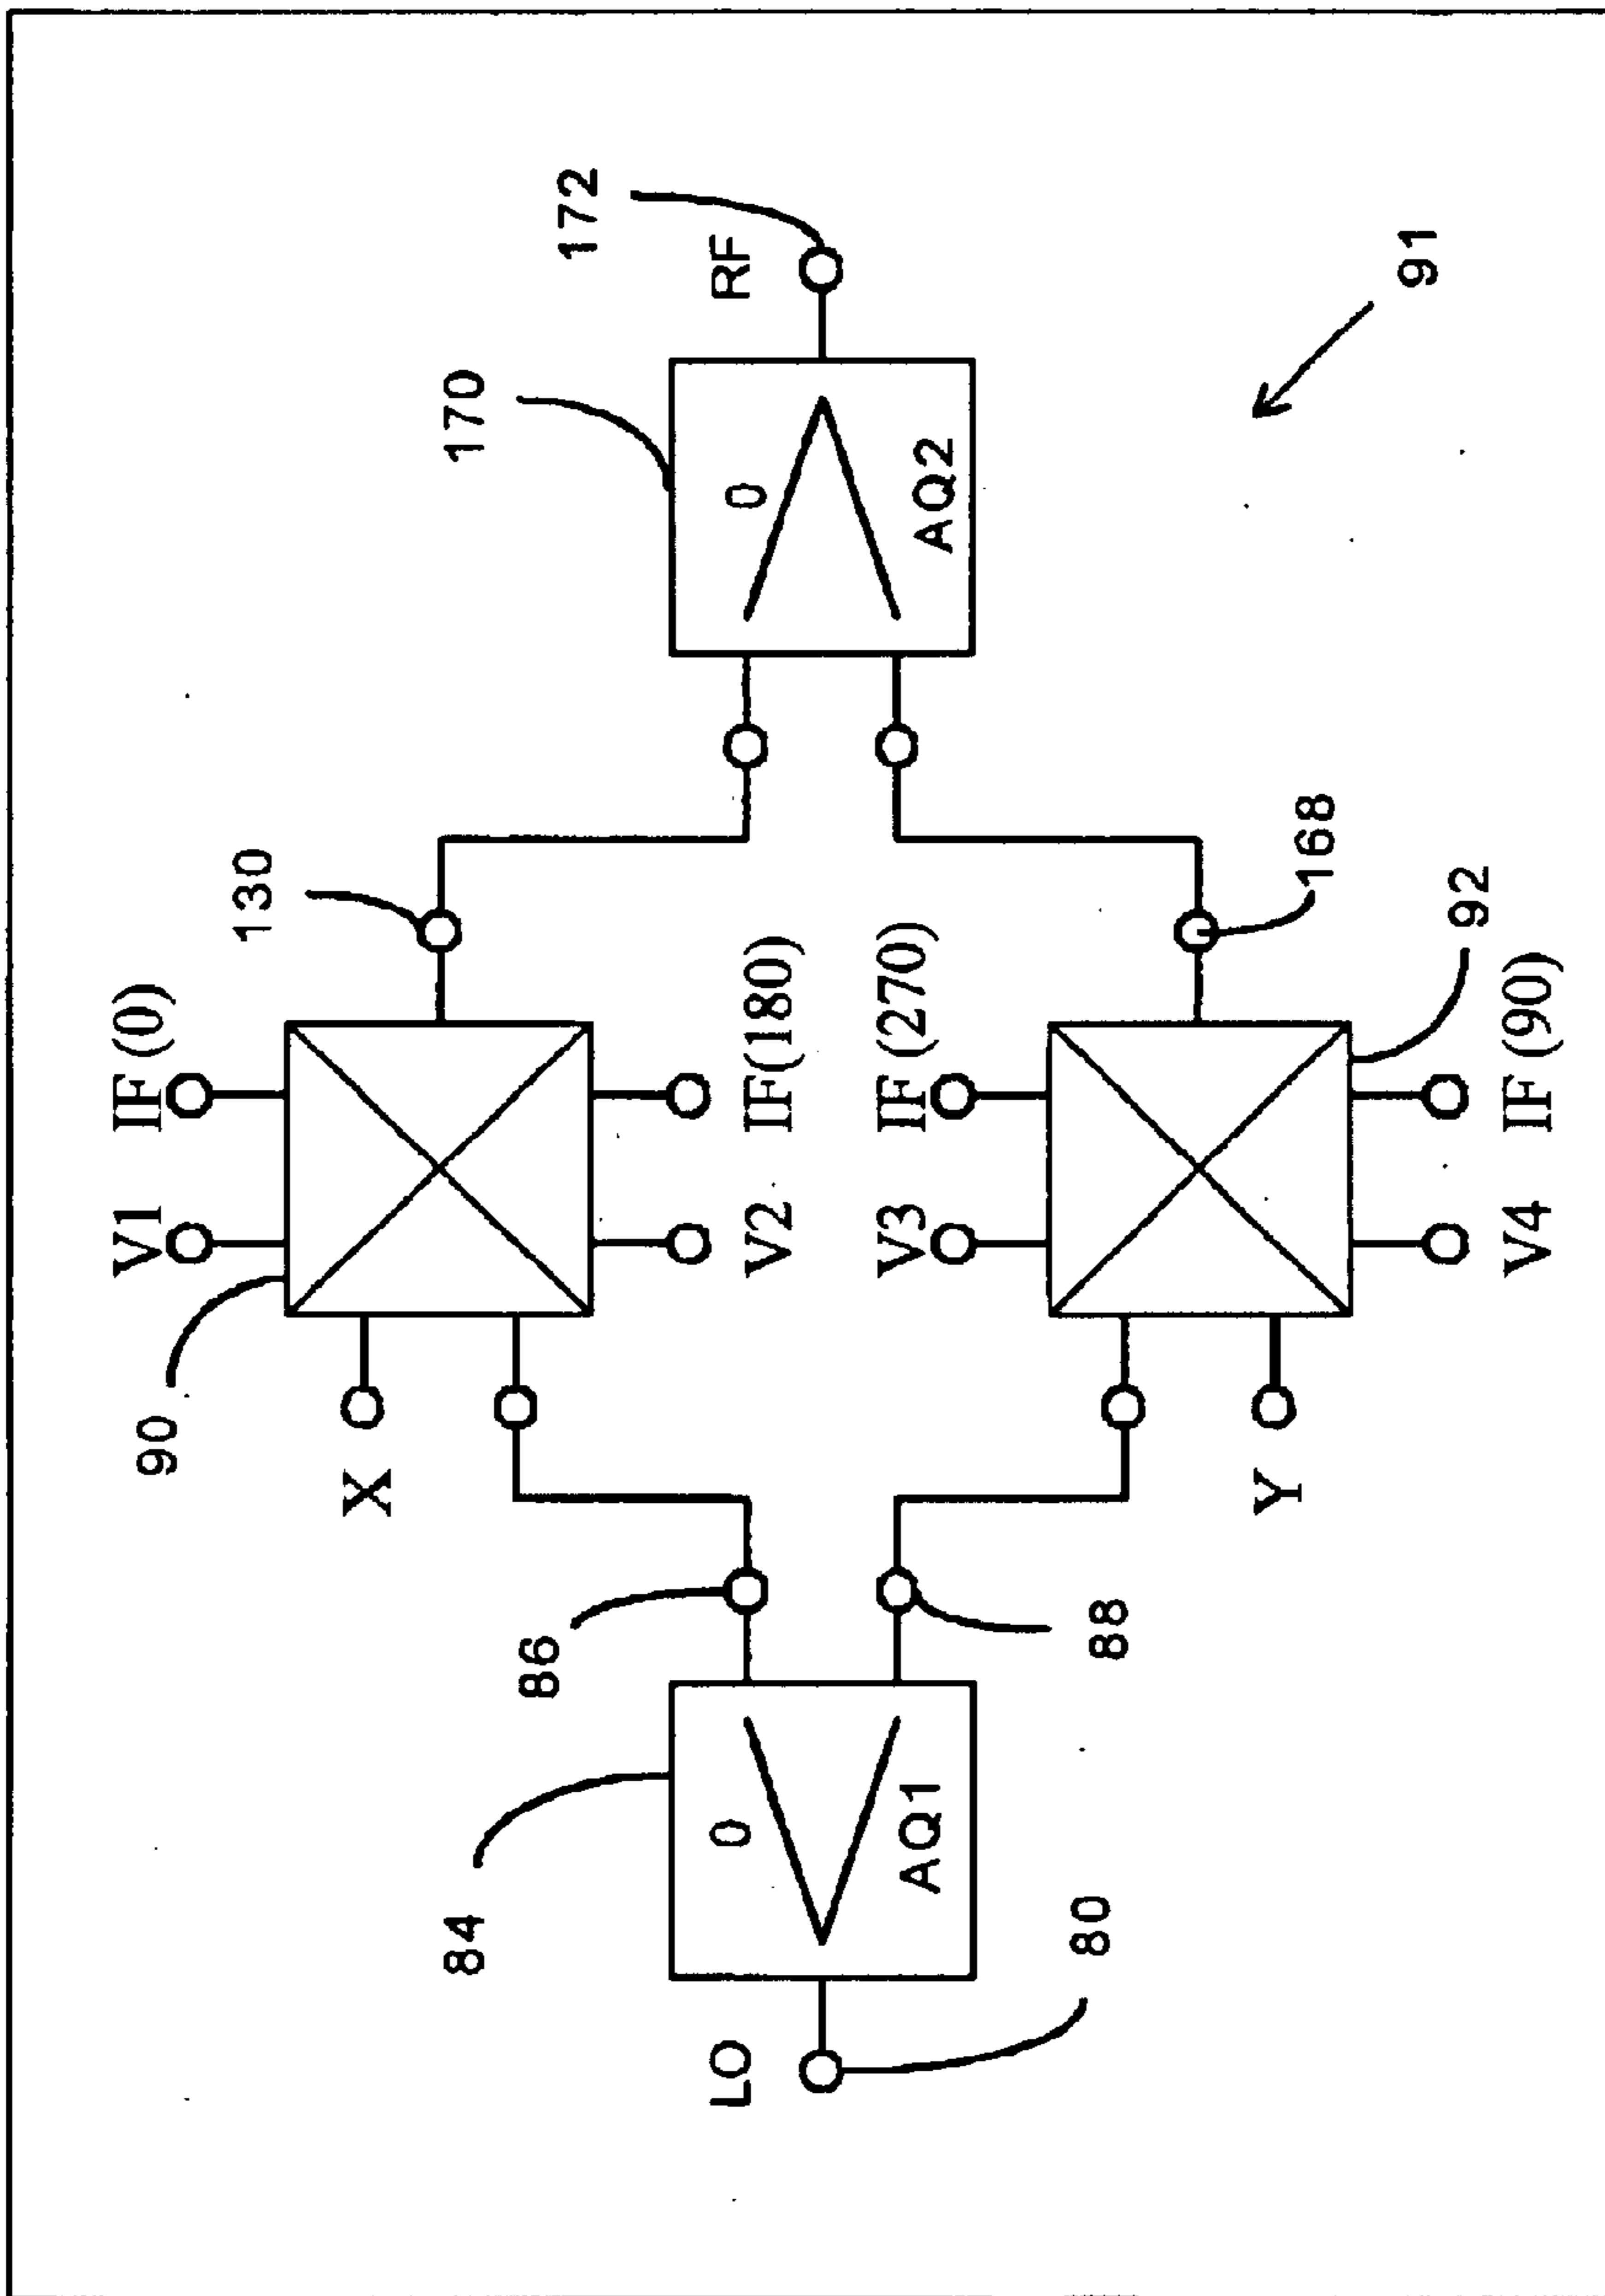 V1
IF(0)
130
90
X
86
84
0
AQ1
LO
80
88
V2
IF(180)
V3
IF(270)
170
0
AQ2
RF
172
Y
168
92
V4
IF(90)
91